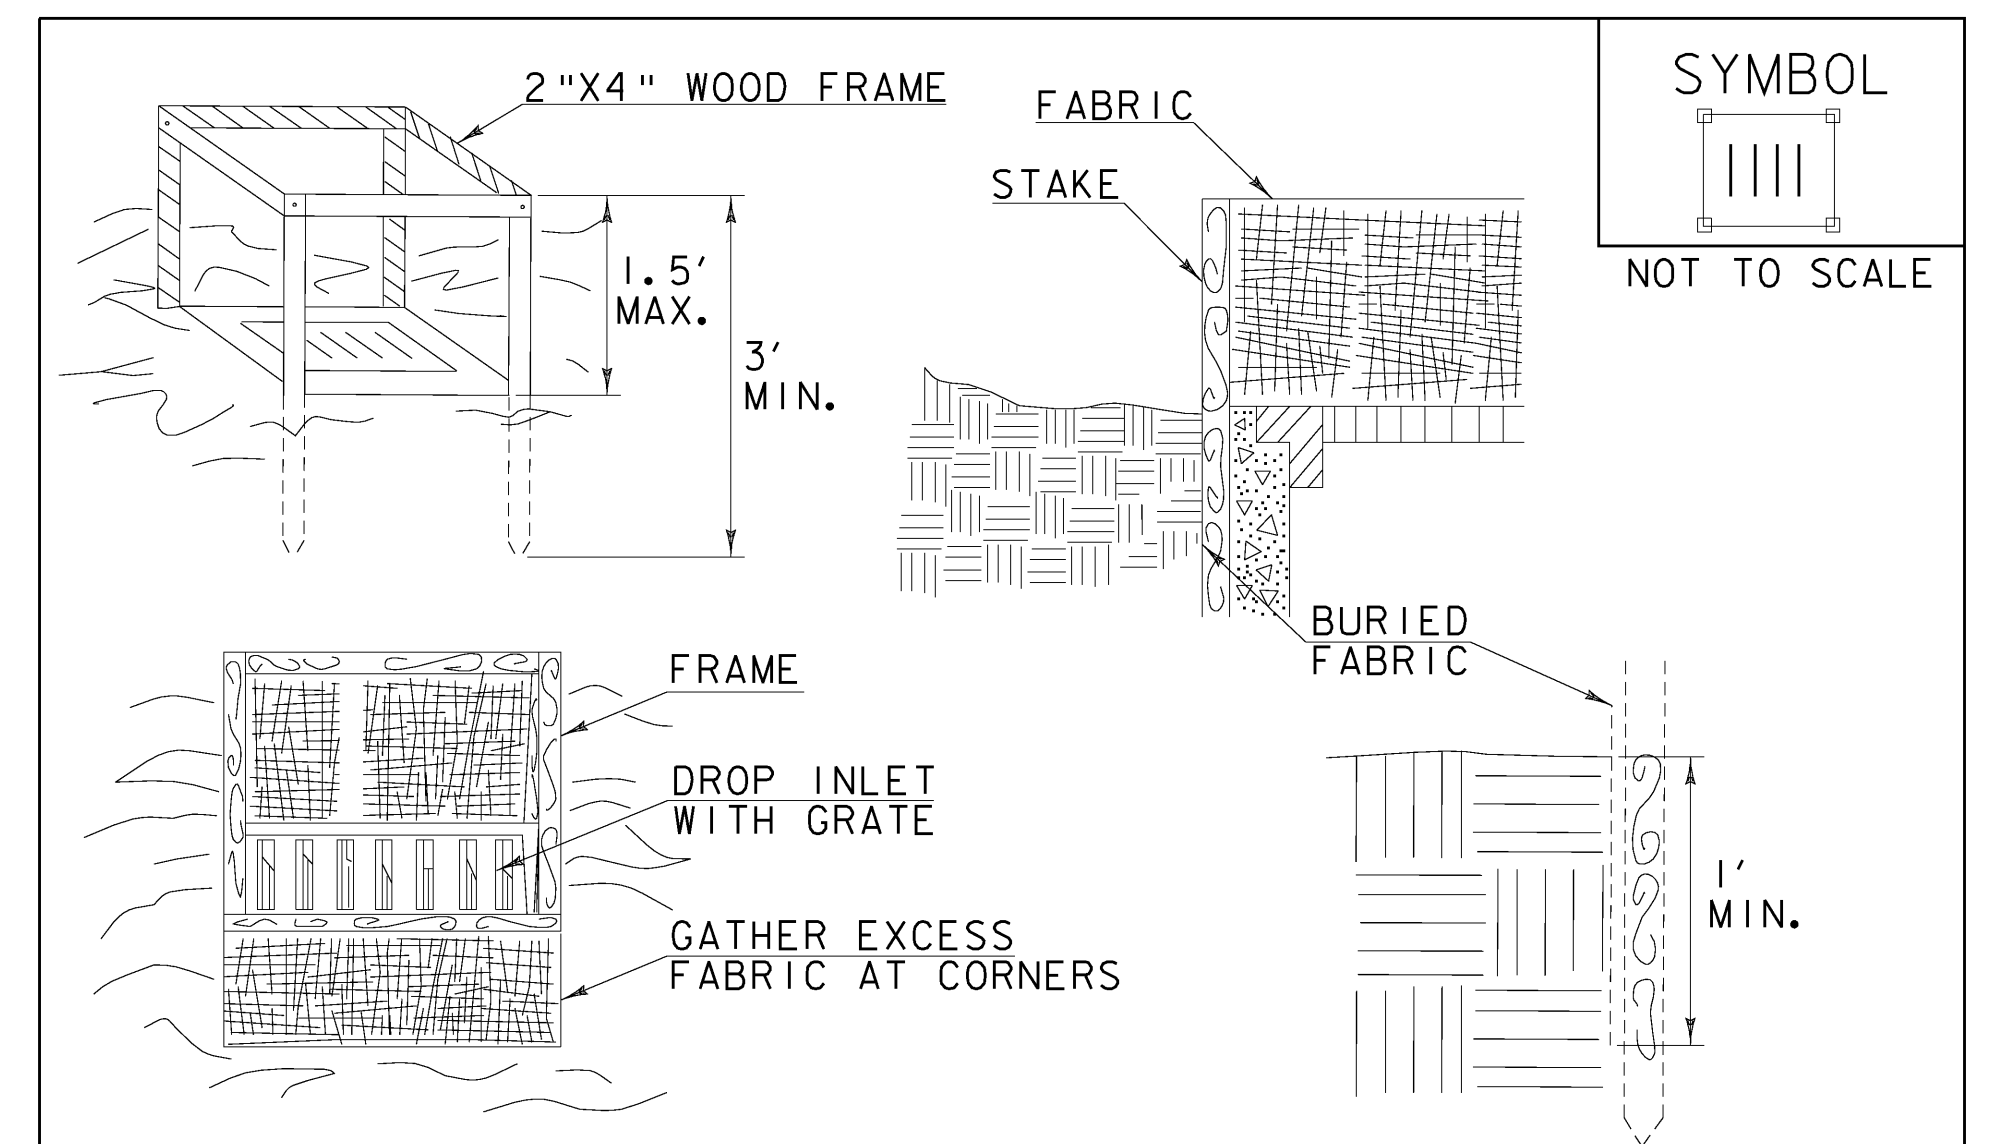 2"X4" WOOD FRAME
1.5'
MAX.
3'
MIN.
FABRIC
STAKE
SYMBOL
NOT TO SCALE
BURIED
FABRIC
FRAME
DROP INLET
WITH GRATE
GATHER EXCESS
FABRIC AT CORNERS
1'
MIN.